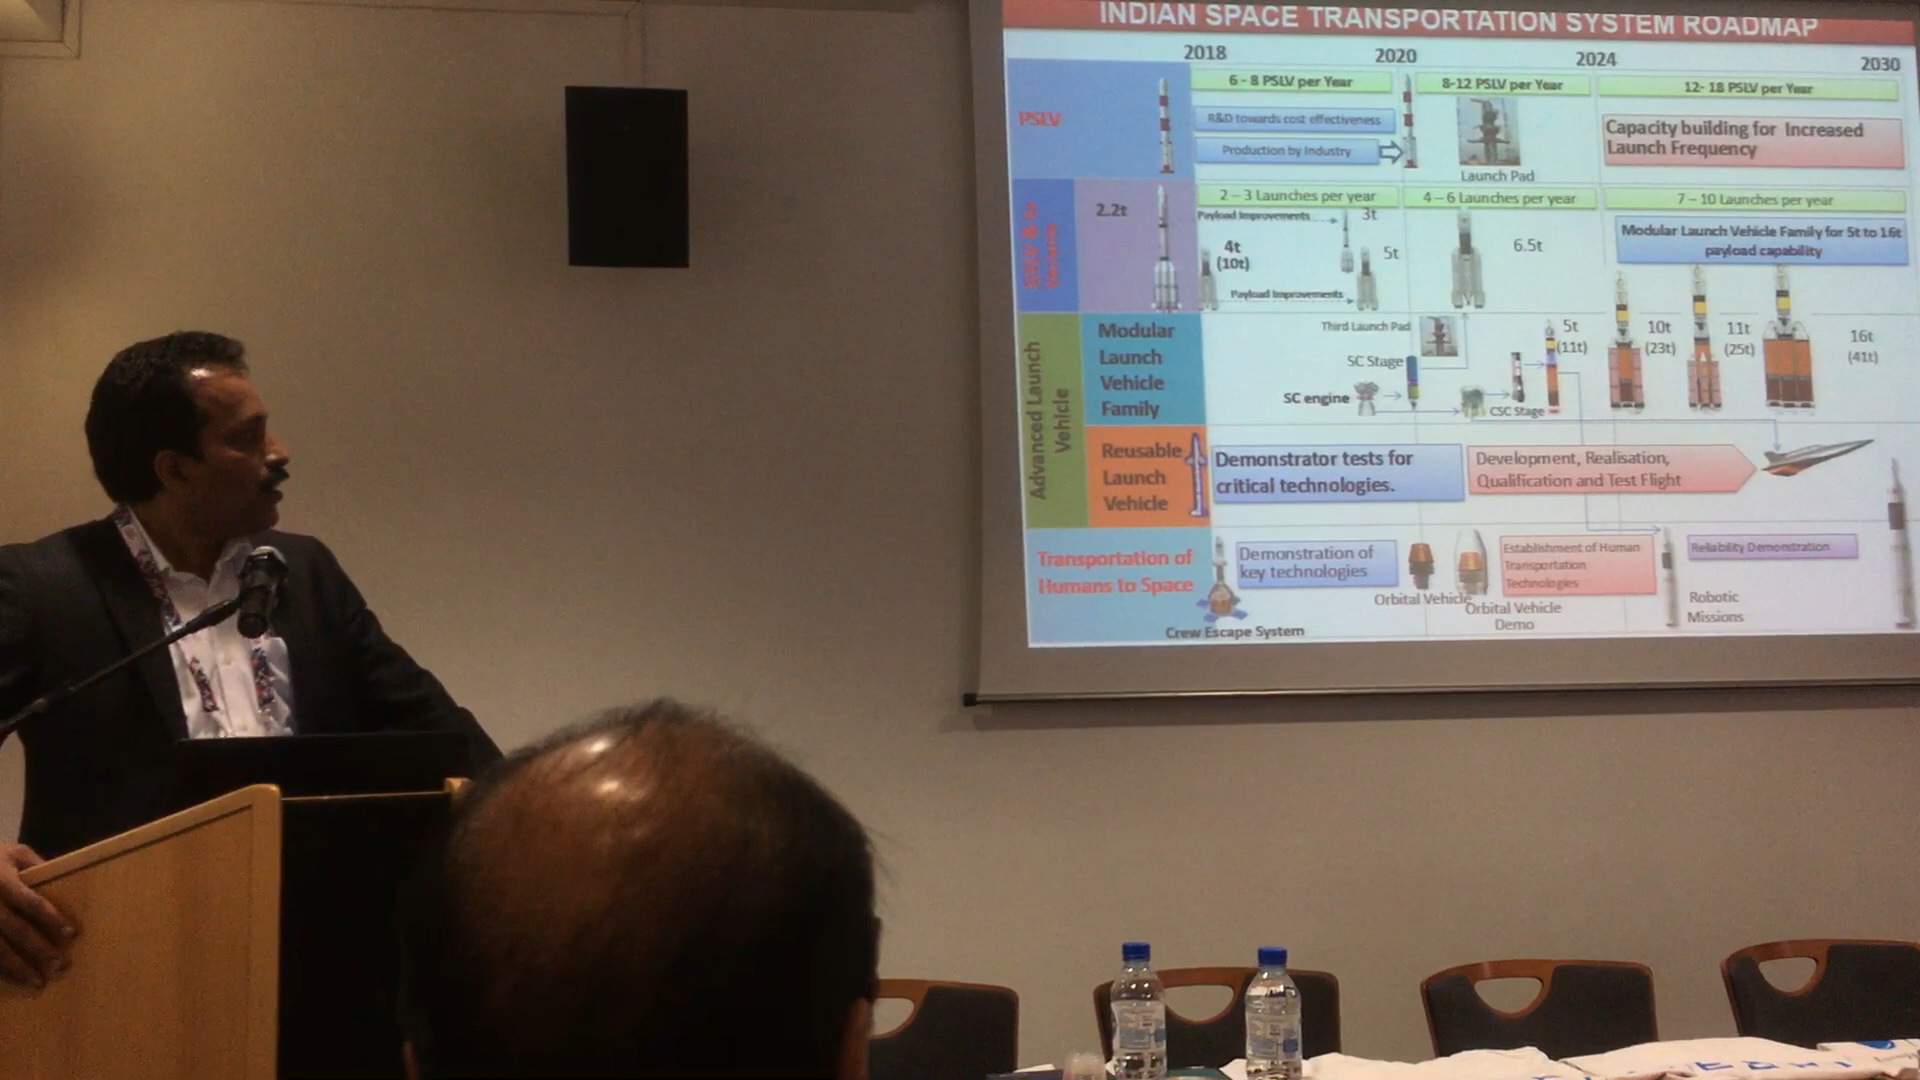 INDIAN SPACE TRANSPORTATION SYSTEM ROADMAP
2018 2020 2024 2030
PSLV
6 - 8 PSLV per Year
8-12 PSLV per Year
12- 18 PSLV per Year
R&D towards cost effectiveness
Production by Industry
Launch Pad
Capacity building for Increased
Launch Frequency
GSLV & its
Variants
2.2t
2 – 3 Launches per year
4 – 6 Launches per year
7 – 10 Launches per year
Payload Improvements
3t
4t
(10t)
5t
Payload Improvements
6.5t
Modular Launch Vehicle Family for 5t to 16t
payload capability
Advanced Launch
Vehicle
Modular
Launch
Vehicle
Family
Third Launch Pad
SC Stage
SC engine
CSC Stage
5t
(11t)
10t
(23t)
11t
(25t)
16t
(41t)
Reusable
Launch
Vehicle
Demonstrator tests for
critical technologies.
Development, Realisation,
Qualification and Test Flight
Transportation of
Humans to Space
Crew Escape System
Demonstration of
key technologies
Orbital Vehicle
Orbital Vehicle
Demo
Establishment of Human
Transportation
Technologies
Reliability Demonstration
Robotic
Missions